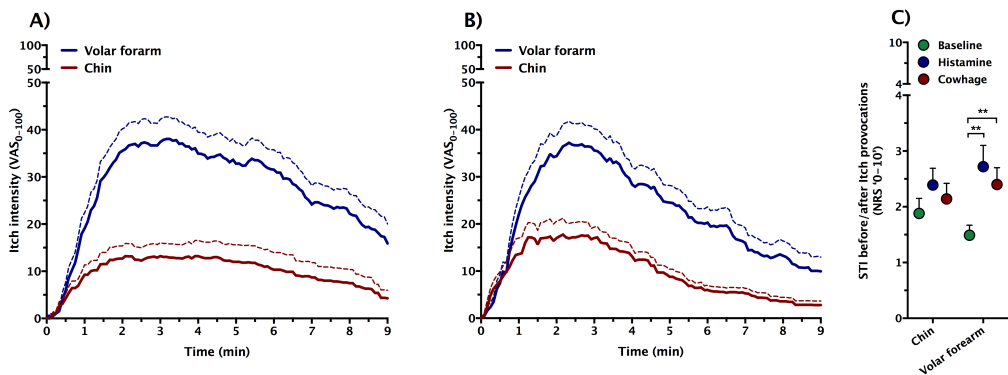 A)
Volar forarm
Chin
Itch intensity (VAS0-100)
100
50
50
40
30
20
10
0
0 1 2 3 4 5 6 7 8 9
Time (min)
B)
Volar forarm
Chin
Itch intensity (VAS0-100)
100
50
50
40
30
20
10
0
0 1 2 3 4 5 6 7 8 9
Time (min)
C)
Baseline
Histamine
Cowhage
STI before/after Itch provocations
(NRS '0-10')
10
4
4
3
2
1
0
**
**
Chin
Volar forearm